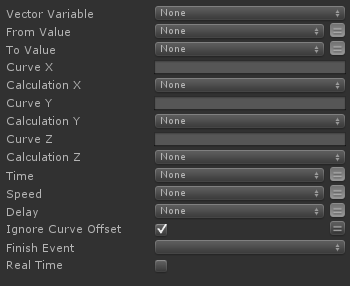 Vector Variable None
From Value None
To Value None
Curve X
Calculation X None
Curve Y
Calculation Y None
Curve Z
Calculation Z None
Time None
Speed None
Delay None
Ignore Curve Offset
Finish Event
Real Time